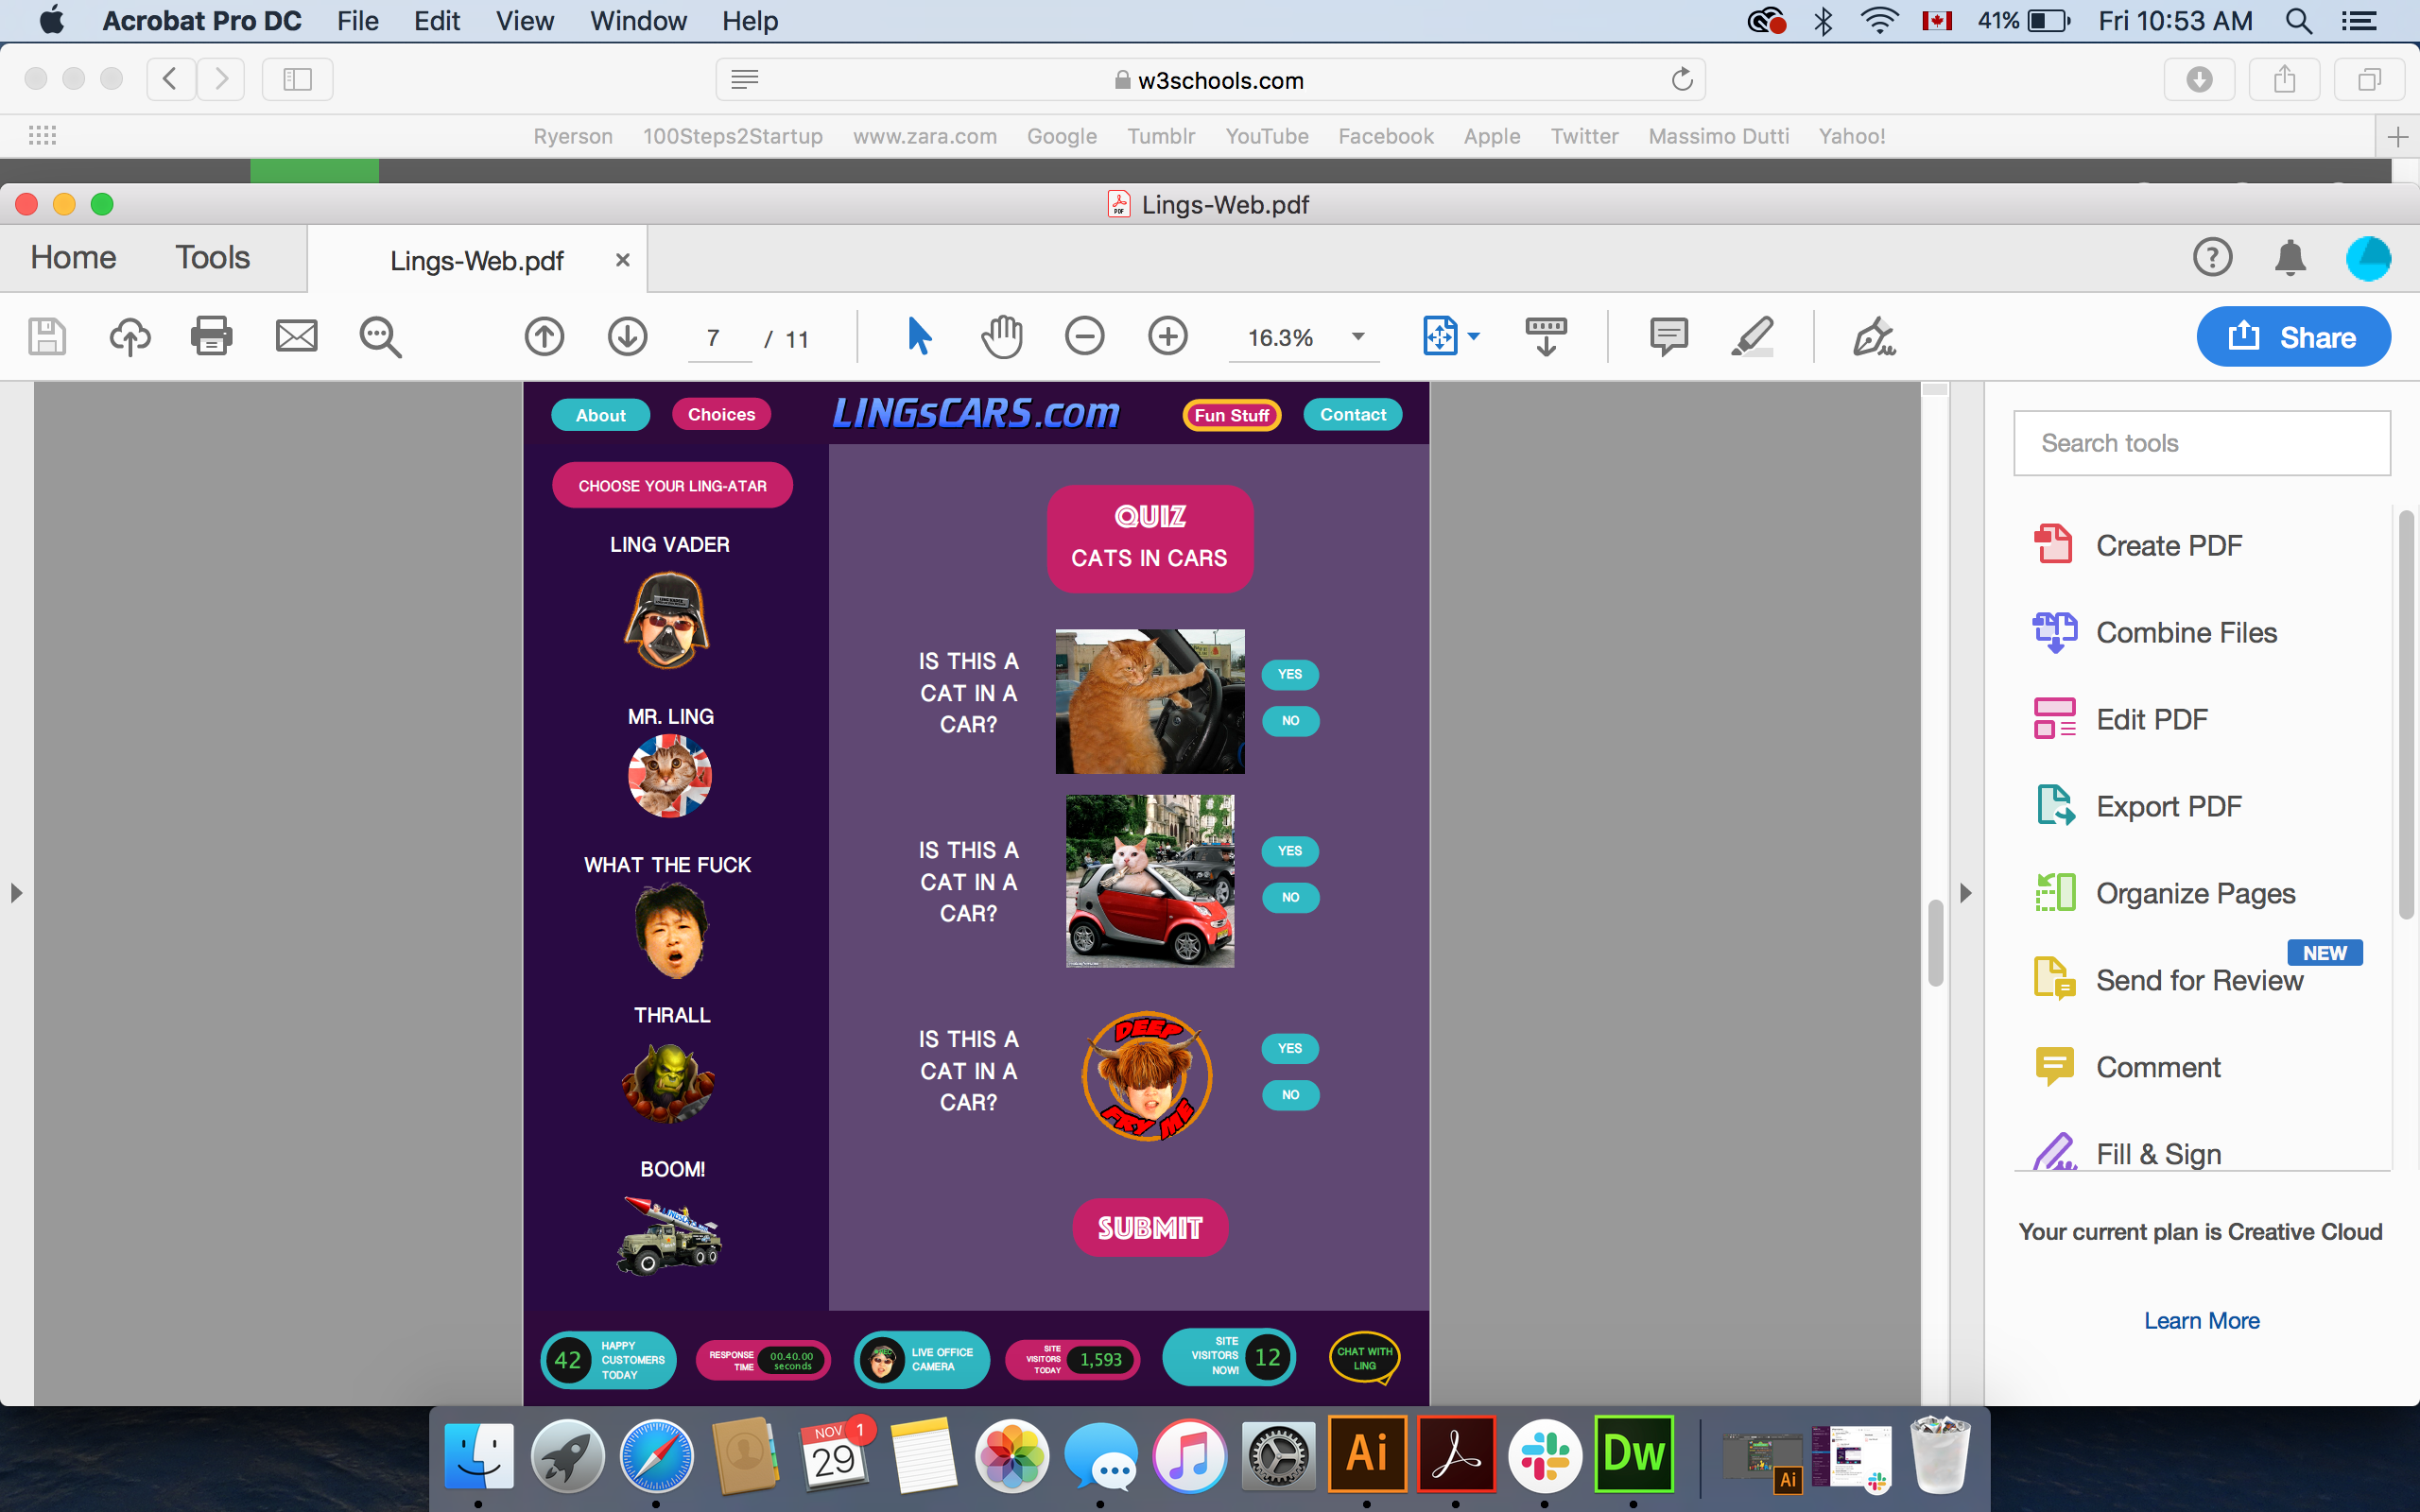 Acrobat Pro DC File Edit View Window Help 41% Fri 10:53 AM
w3schools.com
Ryerson 100Steps2Startup www.zara.com Google Tumblr YouTube Facebook Apple Twitter Massimo Dutti Yahoo!
Lings-Web.pdf
Home Tools Lings-Web.pdf
7 / 11 16.3% Share
About Choices LINGsCARS.com Fun Stuff Contact
CHOOSE YOUR LING-ATAR
LING VADER
MR. LING
WHAT THE FUCK
THRALL
BOOM!
QUIZ
CATS IN CARS
IS THIS A
CAT IN A
CAR?
YES
NO
IS THIS A
CAT IN A
CAR?
YES
NO
IS THIS A
CAT IN A
CAR?
DEEP
FRY ME
YES
NO
SUBMIT
42
HAPPY
CUSTOMERS
TODAY
RESPONSE
TIME
00.40.00
seconds
LIVE OFFICE
CAMERA
SITE
VISITORS
TODAY
1,593
SITE
VISITORS
NOW!
12
CHAT WITH
LING
Search tools
Create PDF
Combine Files
Edit PDF
Export PDF
Organize Pages
NEW
Send for Review
Comment
Fill & Sign
Your current plan is Creative Cloud
Learn More
NOV
1
29
Ai
Dw
Ai